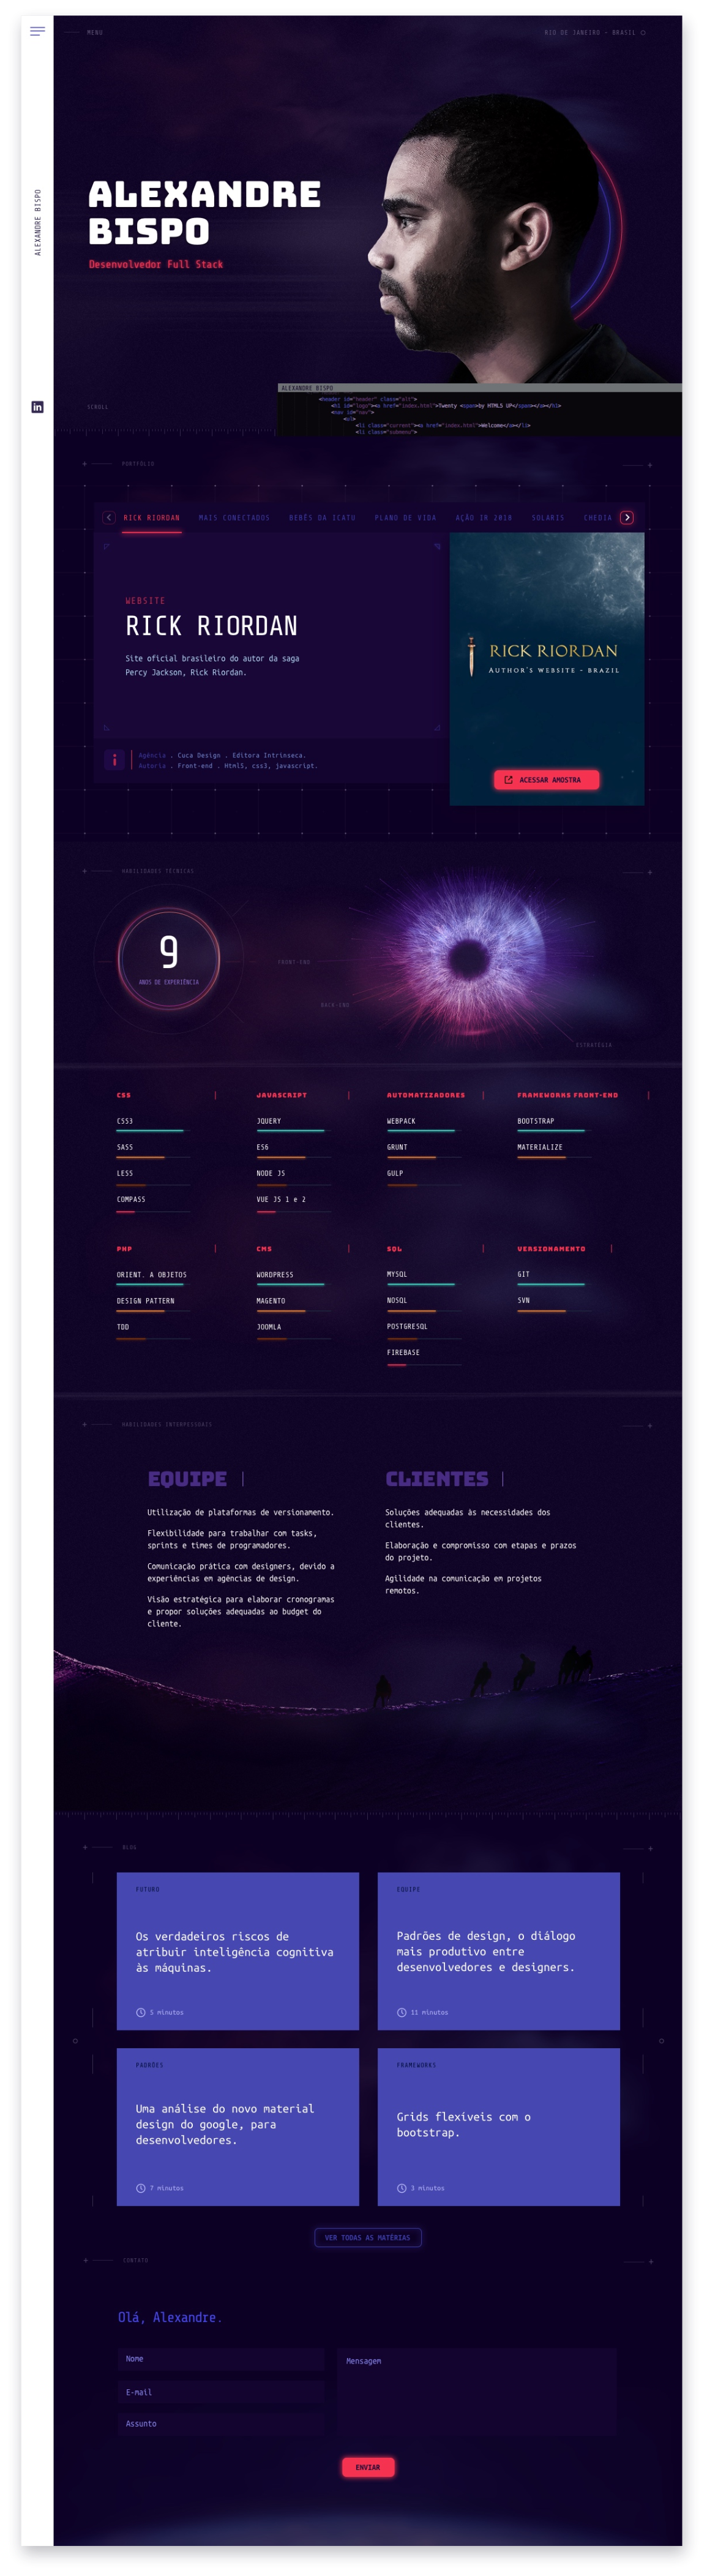 MENU
RIO DE JANEIRO - BRASIL
ALEXANDRE BISPO
ALEXANDRE
BISPO
Desenvolvedor Full Stack
SCROLL
ALEXANDRE BISPO
<header id="header" class="alt">
<h1 id="logo"><a href="index.html">Twenty <span>by HTML5 UP</span></a></h1>
<nav id="nav">
<ul>
<li class="current"><a href="index.html">Welcome</a></li>
<li class="submenu">
PORTFÓLIO
RICK RIORDAN
MAIS CONECTADOS
BEBÊS DA ICATU
PLANO DE VIDA
AÇÃO IR 2018
SOLARIS
CHEDIA
WEBSITE
RICK RIORDAN
Site oficial brasileiro do autor da saga
Percy Jackson, Rick Riordan.
RICK RIORDAN
AUTHOR'S WEBSITE - BRAZIL
Agência . Cuca Design . Editora Intrínseca.
Autoria . Front-end . Html5, css3, javascript.
ACESSAR AMOSTRA
HABILIDADES TÉCNICAS
9
ANOS DE EXPERIÊNCIA
FRONT-END
BACK-END
ESTRATÉGIA
CSS
CSS3
SASS
LESS
COMPASS
JAVASCRIPT
JQUERY
ES6
NODE JS
VUE JS 1 e 2
AUTOMATIZADORES
WEBPACK
GRUNT
GULP
FRAMEWORKS FRONT-END
BOOTSTRAP
MATERIALIZE
PHP
ORIENT. A OBJETOS
DESIGN PATTERN
TDD
CMS
WORDPRESS
MAGENTO
JOOMLA
SQL
MYSQL
NOSQL
POSTGRESQL
FIREBASE
VERSIONAMENTO
GIT
SVN
HABILIDADES INTERPESSOAIS
EQUIPE
Utilização de plataformas de versionamento.
Flexibilidade para trabalhar com tasks,
sprints e times de programadores.
Comunicação prática com designers, devido a
experiências em agências de design.
Visão estratégica para elaborar cronogramas
e propor soluções adequadas ao budget do
cliente.
CLIENTES
Soluções adequadas às necessidades dos
clientes.
Elaboração e compromisso com etapas e prazos
do projeto.
Agilidade na comunicação em projetos
remotos.
BLOG
FUTURO
Os verdadeiros riscos de
atribuir inteligência cognitiva
às máquinas.
5 minutos
EQUIPE
Padrões de design, o diálogo
mais produtivo entre
desenvolvedores e designers.
11 minutos
PADRÕES
Uma análise do novo material
design do google, para
desenvolvedores.
7 minutos
FRAMEWORKS
Grids flexíveis com o
bootstrap.
3 minutos
VER TODAS AS MATÉRIAS
CONTATO
Olá, Alexandre.
Nome
E-mail
Assunto
Mensagem
ENVIAR